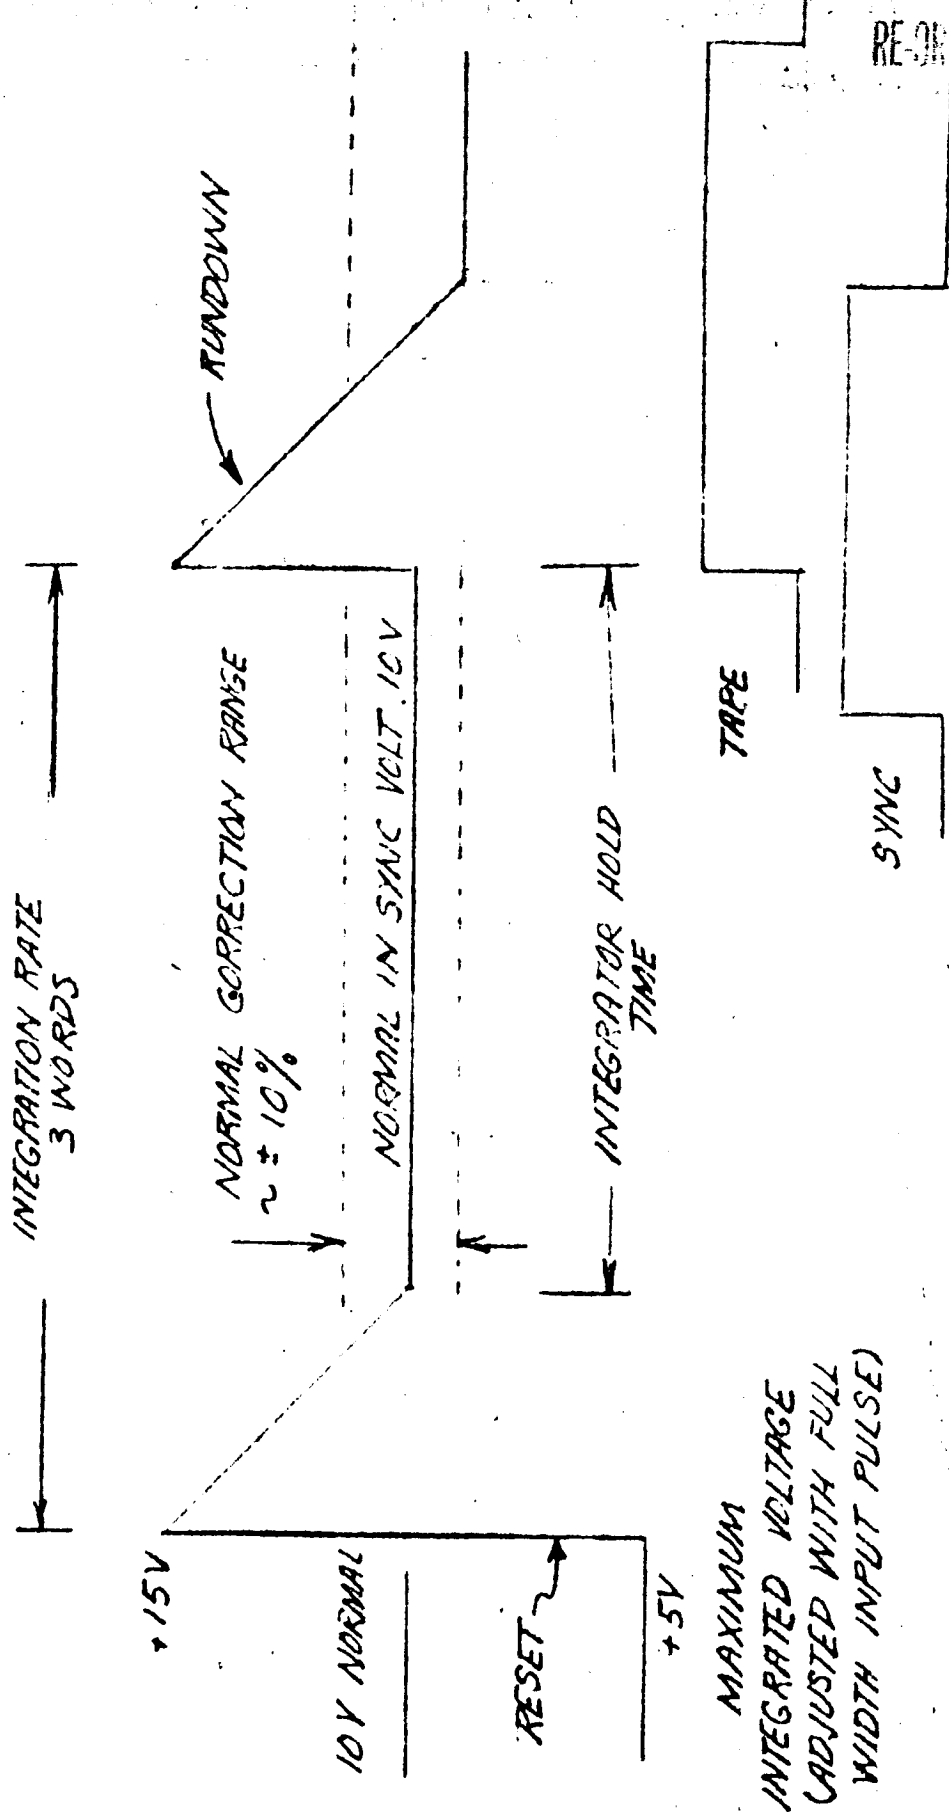 INTEGRATION RATE
3 WORDS
+15V
10V NORMAL
RESET
+5V
MAXIMUM
INTEGRATED VOLTAGE
(ADJUSTED WITH FULL
WIDTH INPUT PULSE)
NORMAL CORRECTION RANGE
~ ± 10%
NORMAL IN SYNC VOLT. 10V
INTEGRATOR HOLD
TIME
RUNDOWN
TAPE
SYNC